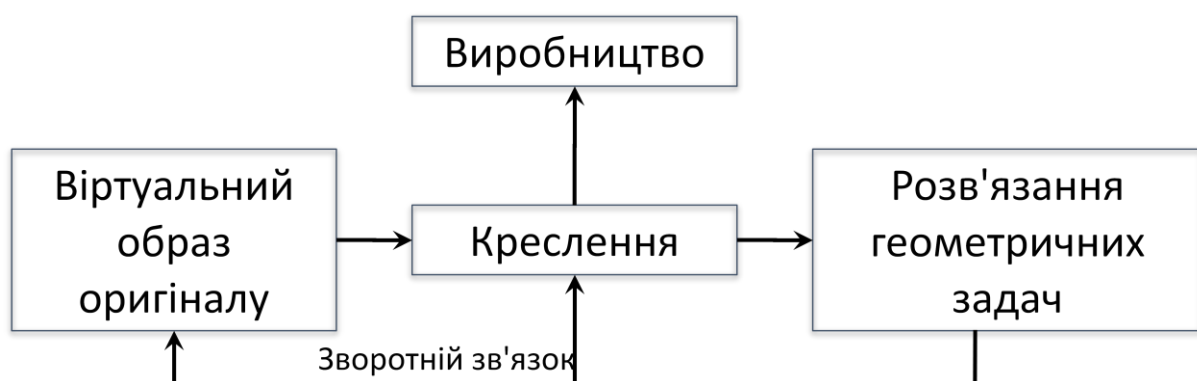 Виробництво
Віртуальний
образ
оригіналу
Креслення
Розв'язання
геометричних
задач
Зворотній зв'язок